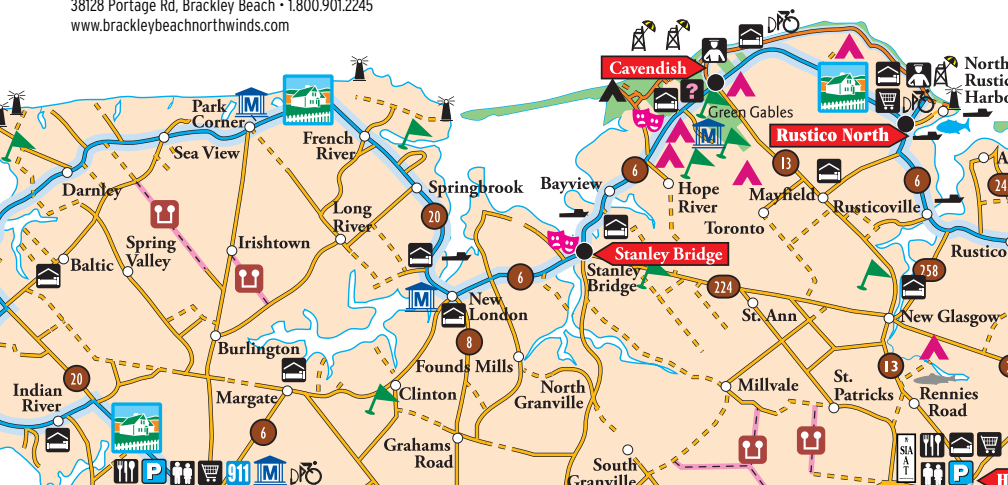 38128 Portage Rd, Brackley Beach • 1.800.901.2245
www.brackleybeachnorthwinds.com
Cavendish
?
Green Gables
North
Rustico
Harbo
Park
Corner
M
Sea View
French
River
M
Rustico North
13
6
6
A
24
Darnley
Springbrook
Bayview
Hope
River
Mayfield
Rusticoville
Long
River
20
Toronto
Spring
Valley
Irishtown
Baltic
Stanley Bridge
Stanley
Bridge
Rustico
258
6
224
M
New
London
St. Ann
New Glasgow
Burlington
8
Founds Mills
20
13
Indian
River
Margate
Clinton
North
Granville
Millvale
St.
Patricks
Rennies
Road
6
Grahams
Road
South
Granville
P
911
M
SIA
AT
P
H